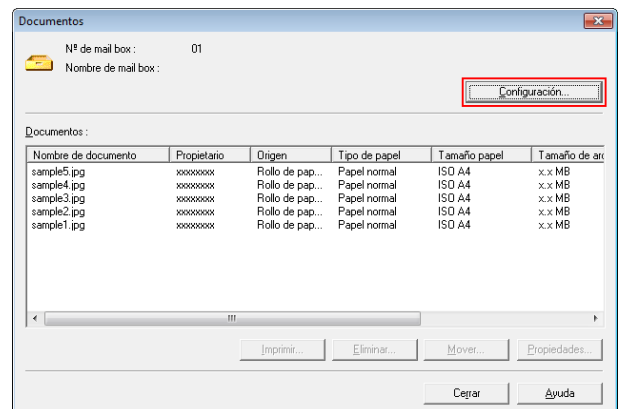 Documentos
Nº de mail box : 01
Nombre de mail box :
Configuración...
Documentos :
Nombre de documento Propietario Origen Tipo de papel Tamaño papel Tamaño de arc
sample5.jpg xxxxxxxx Rollo de pap... Papel normal ISO A4 x.x MB
sample4.jpg xxxxxxxx Rollo de pap... Papel normal ISO A4 x.x MB
sample3.jpg xxxxxxxx Rollo de pap... Papel normal ISO A4 x.x MB
sample2.jpg xxxxxxxx Rollo de pap... Papel normal ISO A4 x.x MB
sample1.jpg xxxxxxxx Rollo de pap... Papel normal ISO A4 x.x MB
Imprimir... Eliminar... Mover... Propiedades...
Cerrar Ayuda